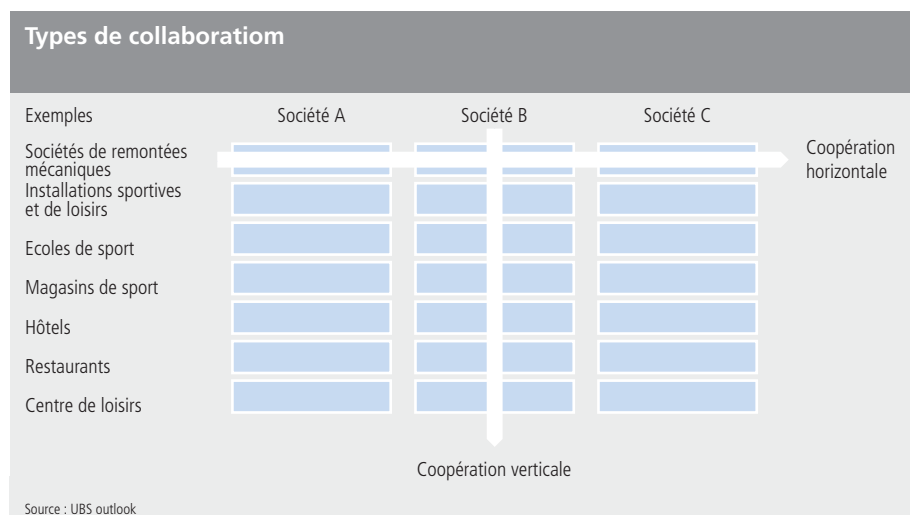 Types de collaboratiom
Exemples
Société A
Société B
Société C
Sociétés de remontées
mécaniques
Coopération
horizontale
Installations sportives
et de loisirs
Ecoles de sport
Magasins de sport
Hôtels
Restaurants
Centre de loisirs
Coopération verticale
Source : UBS outlook